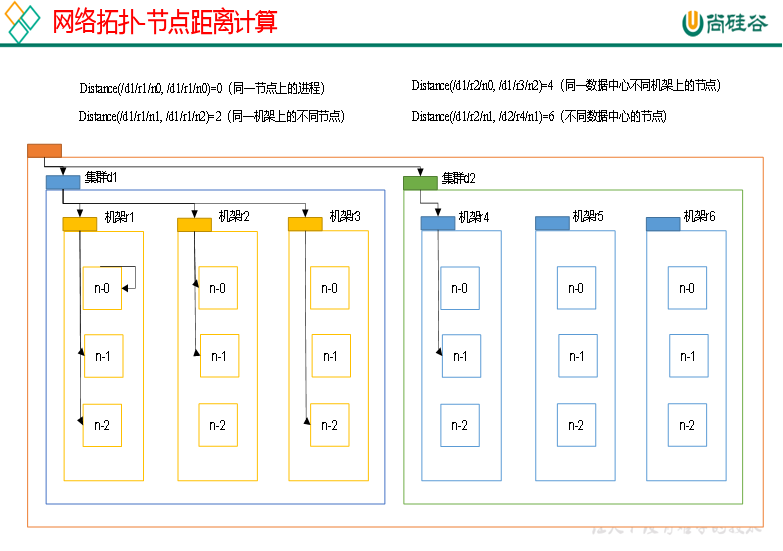 网络拓扑-节点距离计算
尚硅谷
Distance(/d1/r1/n0, /d1/r1/n0)=0（同一节点上的进程）
Distance(/d1/r2/n0, /d1/r3/n2)=4（同一数据中心不同机架上的节点）
Distance(/d1/r1/n1, /d1/r1/n2)=2（同一机架上的不同节点）
Distance(/d1/r2/n1, /d2/r4/n1)=6（不同数据中心的节点）
集群d1
集群d2
机架r1
机架r2
机架r3
机架r4
机架r5
机架r6
n-0
n-0
n-0
n-0
n-0
n-0
n-1
n-1
n-1
n-1
n-1
n-1
n-2
n-2
n-2
n-2
n-2
n-2